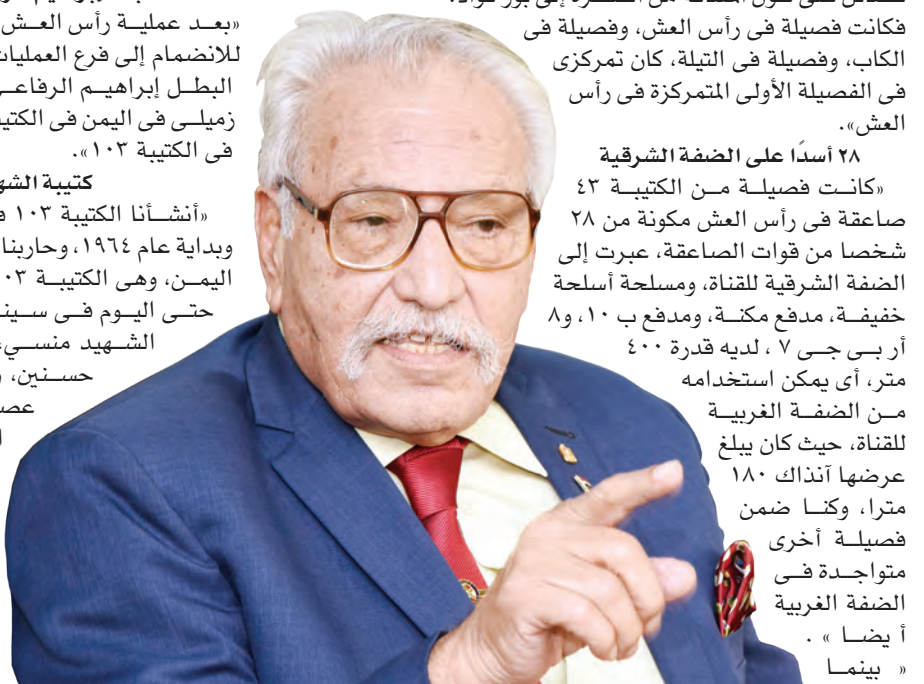 فكانت فصيلة فى رأس العش، وفصيلة فى
الكاب، وفصيلة فى التيلة، كان تمركزى
فى الفصيلة الأولى المتمركزة فى رأس
العش».
٢٨ أسدًا على الضفة الشرقية
«كانت فصيلة من الكتيبة ٤٣
صاعقة فى رأس العش مكونة من ٢٨
شخصا من قوات الصاعقة، عبرت إلى
الضفة الشرقية للقناة، ومسلحة أسلحة
خفيفة، مدفع مكنة، ومدفع ب ١٠، و٨
أر بى جى ٧ ، لديه قدرة ٤٠٠
متر، أى يمكن استخدامه
من الضفة الغربية
للقناة، حيث كان يبلغ
عرضها آنذاك ١٨٠
مترا، وكنا ضمن
فصيلة أخرى
متواجدة فى
الضفة الغربية
أ يضا » .
« بينما
«بعد عملية رأس العش
للانضمام إلى فرع العمليات
البطل إبراهيم الرفاعى
زميلى فى اليمن فى
فى الكتيبة ١٠٣».
كتيبة
«أنشأنا الكتيبة ١٠٣
وبداية عام ١٩٦٤، وحاربنا
اليمن، وهى الكتيبة
حتى اليوم فى
الشهيد منسى،
حسنين،